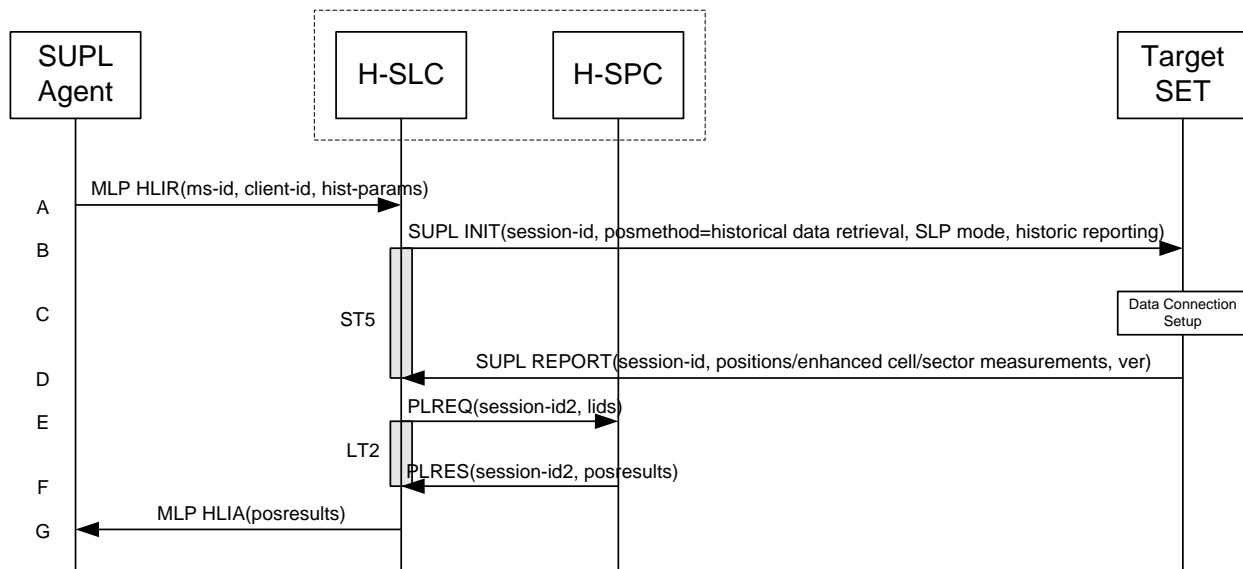 SUPL
Agent
H-SLC
H-SPC
Target
SET
A
MLP HLIR(ms-id, client-id, hist-params)
B
SUPL INIT(session-id, posmethod=historical data retrieval, SLP mode, historic reporting)
C
ST5
Data Connection
Setup
D
SUPL REPORT(session-id, positions/enhanced cell/sector measurements, ver)
E
PLREQ(session-id2, lids)
LT2
F
PLRES(session-id2, posresults)
G
MLP HLIA(posresults)